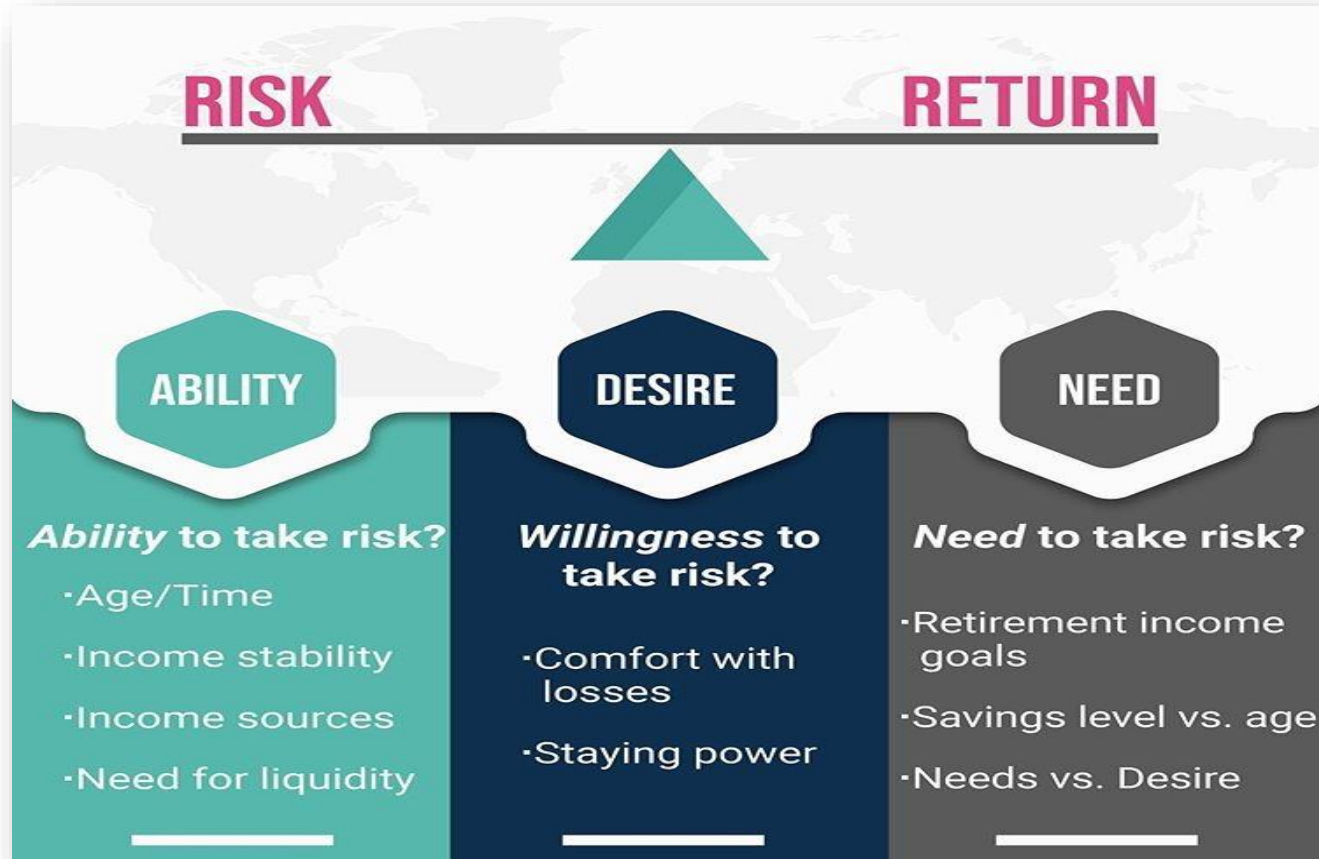 RISK
RETURN
ABILITY
Ability to take risk?
·Age/Time
·Income stability
·Income sources
·Need for liquidity
DESIRE
Willingness to
take risk?
·Comfort with
losses
·Staying power
NEED
Need to take risk?
·Retirement income
goals
·Savings level vs. age
·Needs vs. Desire